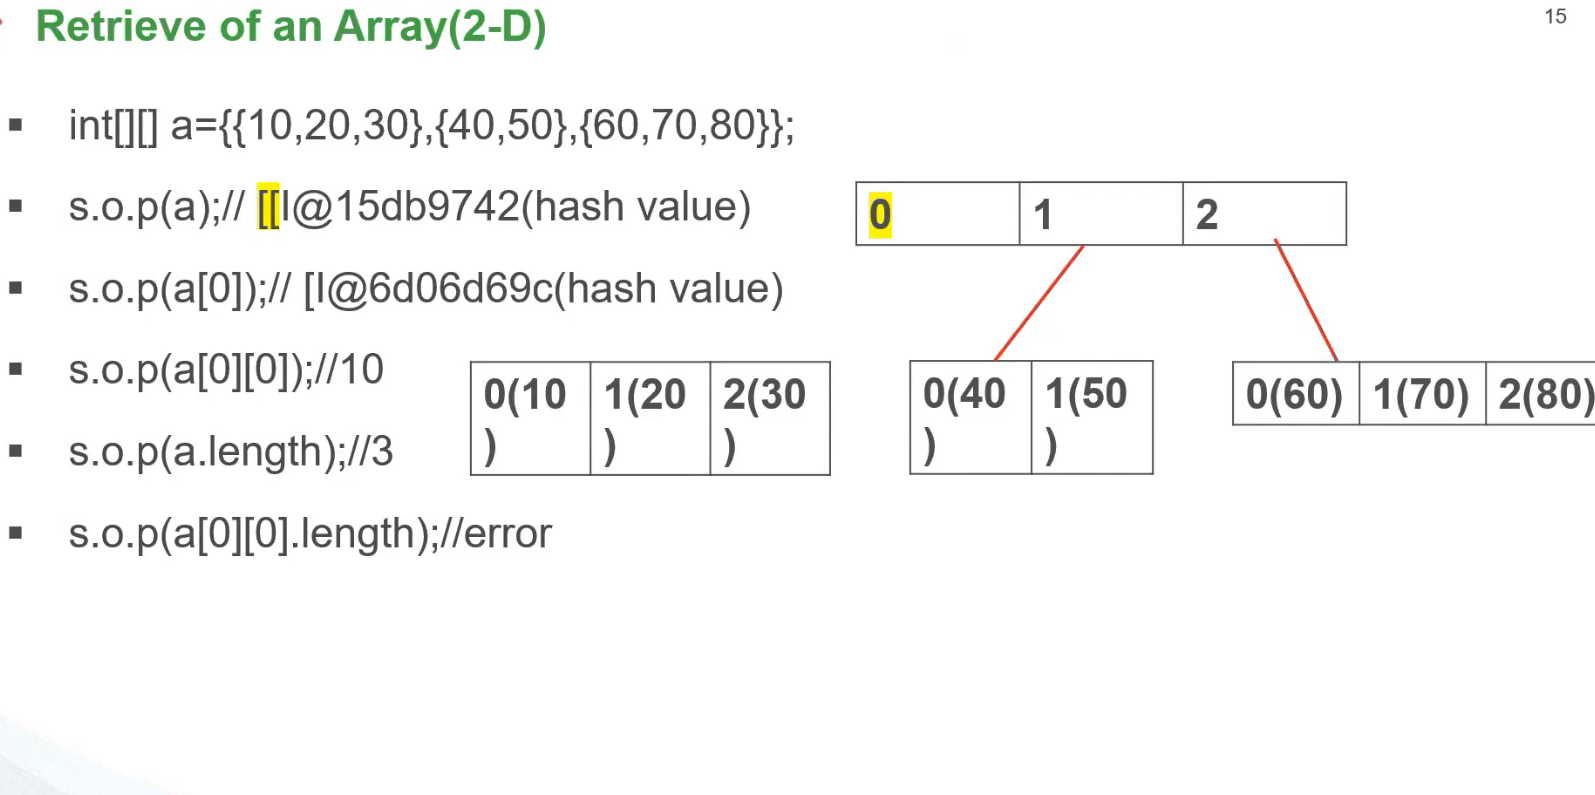 Retrieve of an Array(2-D)
15
int[][] a={{10,20,30},{40,50},{60,70,80}};
s.o.p(a);// [[I@15db9742(hash value)
s.o.p(a[0]);// [I@6d06d69c(hash value)
s.o.p(a[0][0]);//10
s.o.p(a.length);//3
s.o.p(a[0][0].length);//error
0 1 2
0(10 1(20 2(30
) ) )
0(40 1(50
) )
0(60) 1(70) 2(80)